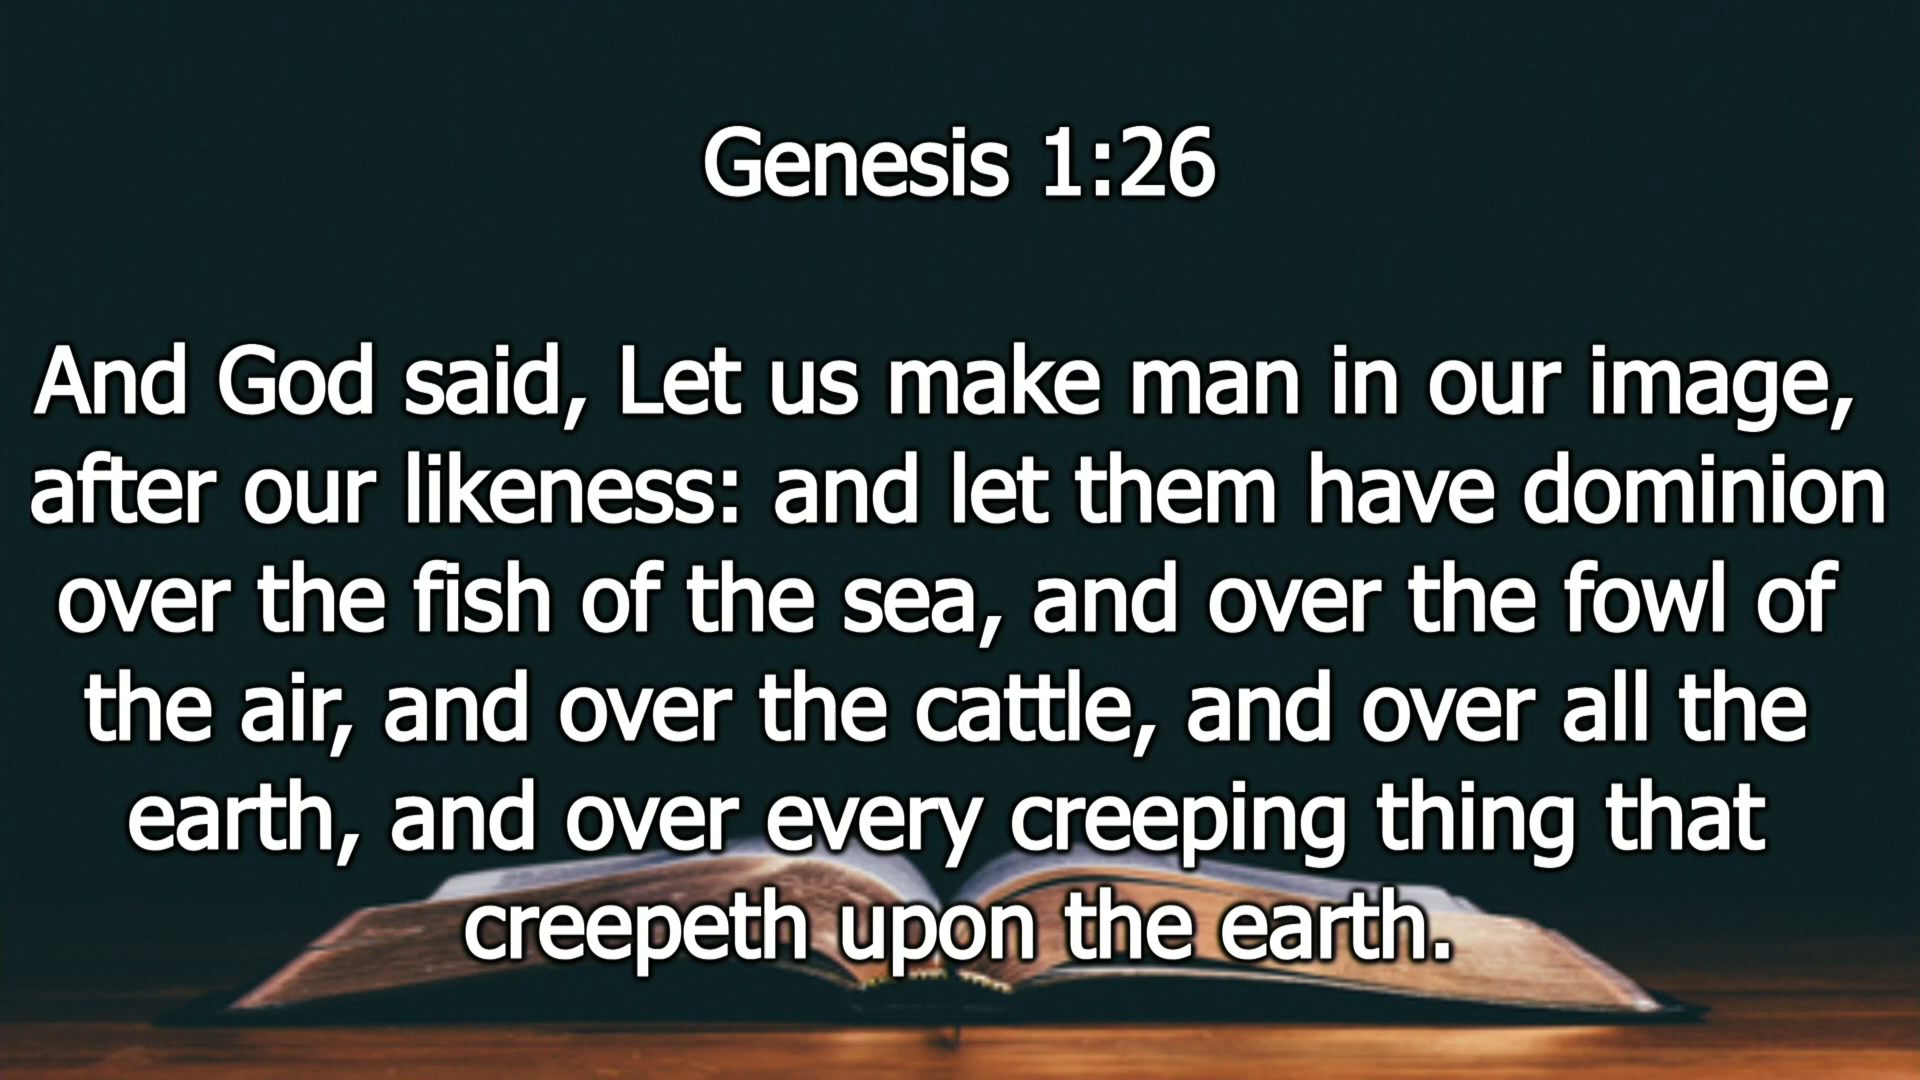 Genesis 1:26
And God said, Let us make man in our image,
after our likeness: and let them have dominion
over the fish of the sea, and over the fowl of
the air, and over the cattle, and over all the
earth, and over every creeping thing that
creepeth upon the earth.